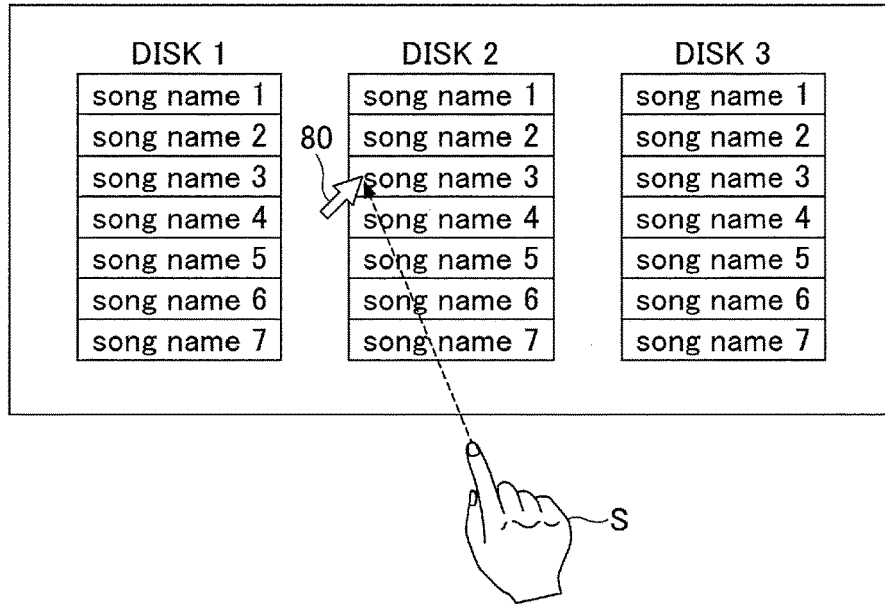 DISK 1 DISK 2 DISK 3
song name 1 song name 1 song name 1
song name 2 song name 2 song name 2
80
song name 3 song name 3 song name 3
song name 4 song name 4 song name 4
song name 5 song name 5 song name 5
song name 6 song name 6 song name 6
song name 7 song name 7 song name 7
S